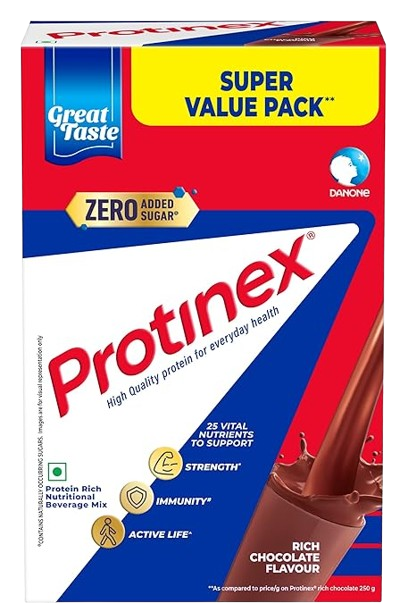 SUPER
VALUE PACK**
Great
Taste
DANONE
ZERO ADDED
SUGAR@
Protinex®
High Quality protein for everyday health
25 VITAL
NUTRIENTS
TO SUPPORT
STRENGTH*
IMMUNITY#
ACTIVE LIFE^
Protein Rich
Nutritional
Beverage Mix
@CONTAINS NATURALLY OCCURRING SUGARS. Images are for visual representation only
RICH
CHOCOLATE
FLAVOUR
**As compared to price/g on Protinex® rich chocolate 250 g